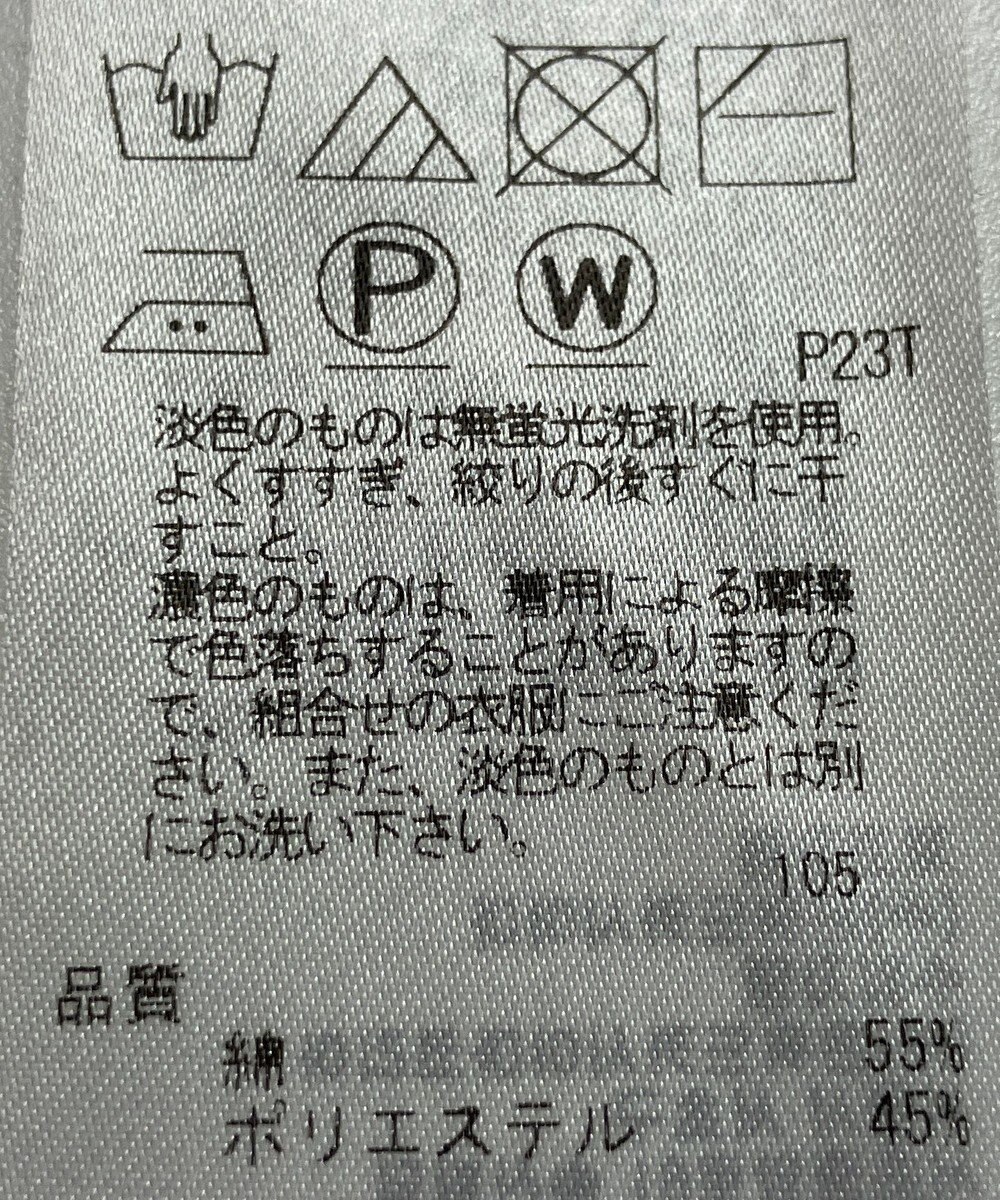 P
W
P23T
淡色のものは無蛍光洗剤を使用。
よくすすぎ、絞りの後すぐに干
すこと。
濃色のものは、着用による摩擦
で色落ちすることがありますの
で、組合せの衣服にご注意くだ
さい。また、淡色のものとは別
にお洗い下さい。
105
品質
綿 55%
ポリエステル 45%